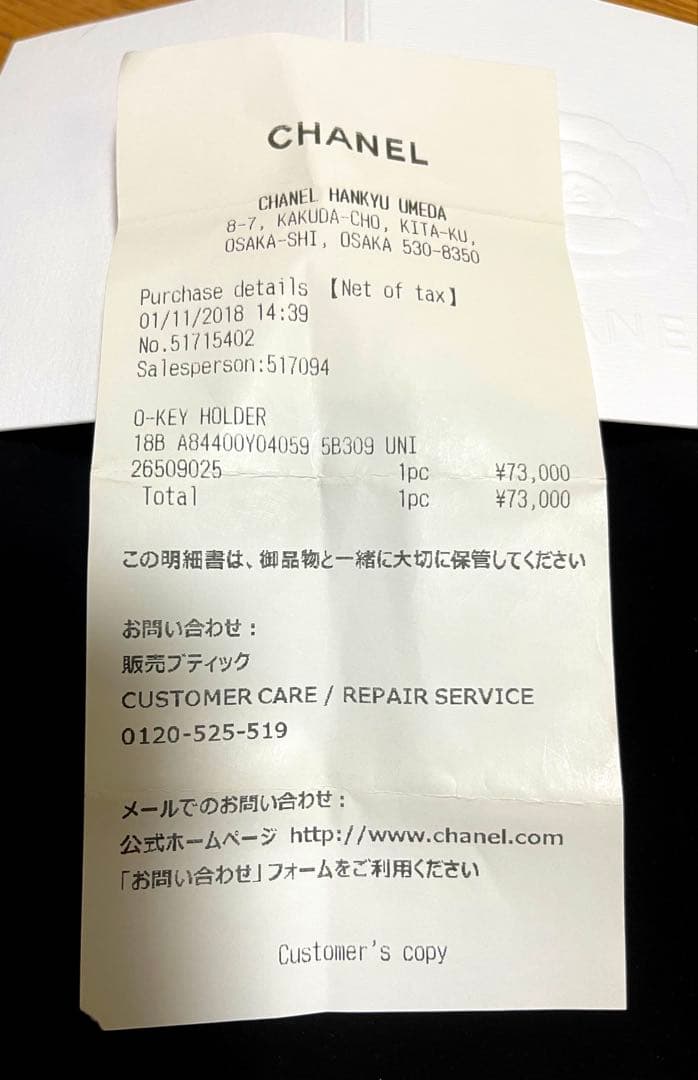 CHANEL
CHANEL HANKYU UMEDA
8-7, KAKUDA-CHO, KITA-KU,
OSAKA-SHI, OSAKA 530-8350
Purchase details 【Net of tax】
01/11/2018 14:39
No.51715402
Salesperson:517094
O-KEY HOLDER
18B A84400Y04059 5B309 UNI
26509025 1pc ¥73,000
Total 1pc ¥73,000
この明細書は、御品物と一緒に大切に保管してください
お問い合わせ：
販売ブティック
CUSTOMER CARE / REPAIR SERVICE
0120-525-519
メールでのお問い合わせ：
公式ホームページ http://www.chanel.com
「お問い合わせ」フォームをご利用ください
Customer's copy